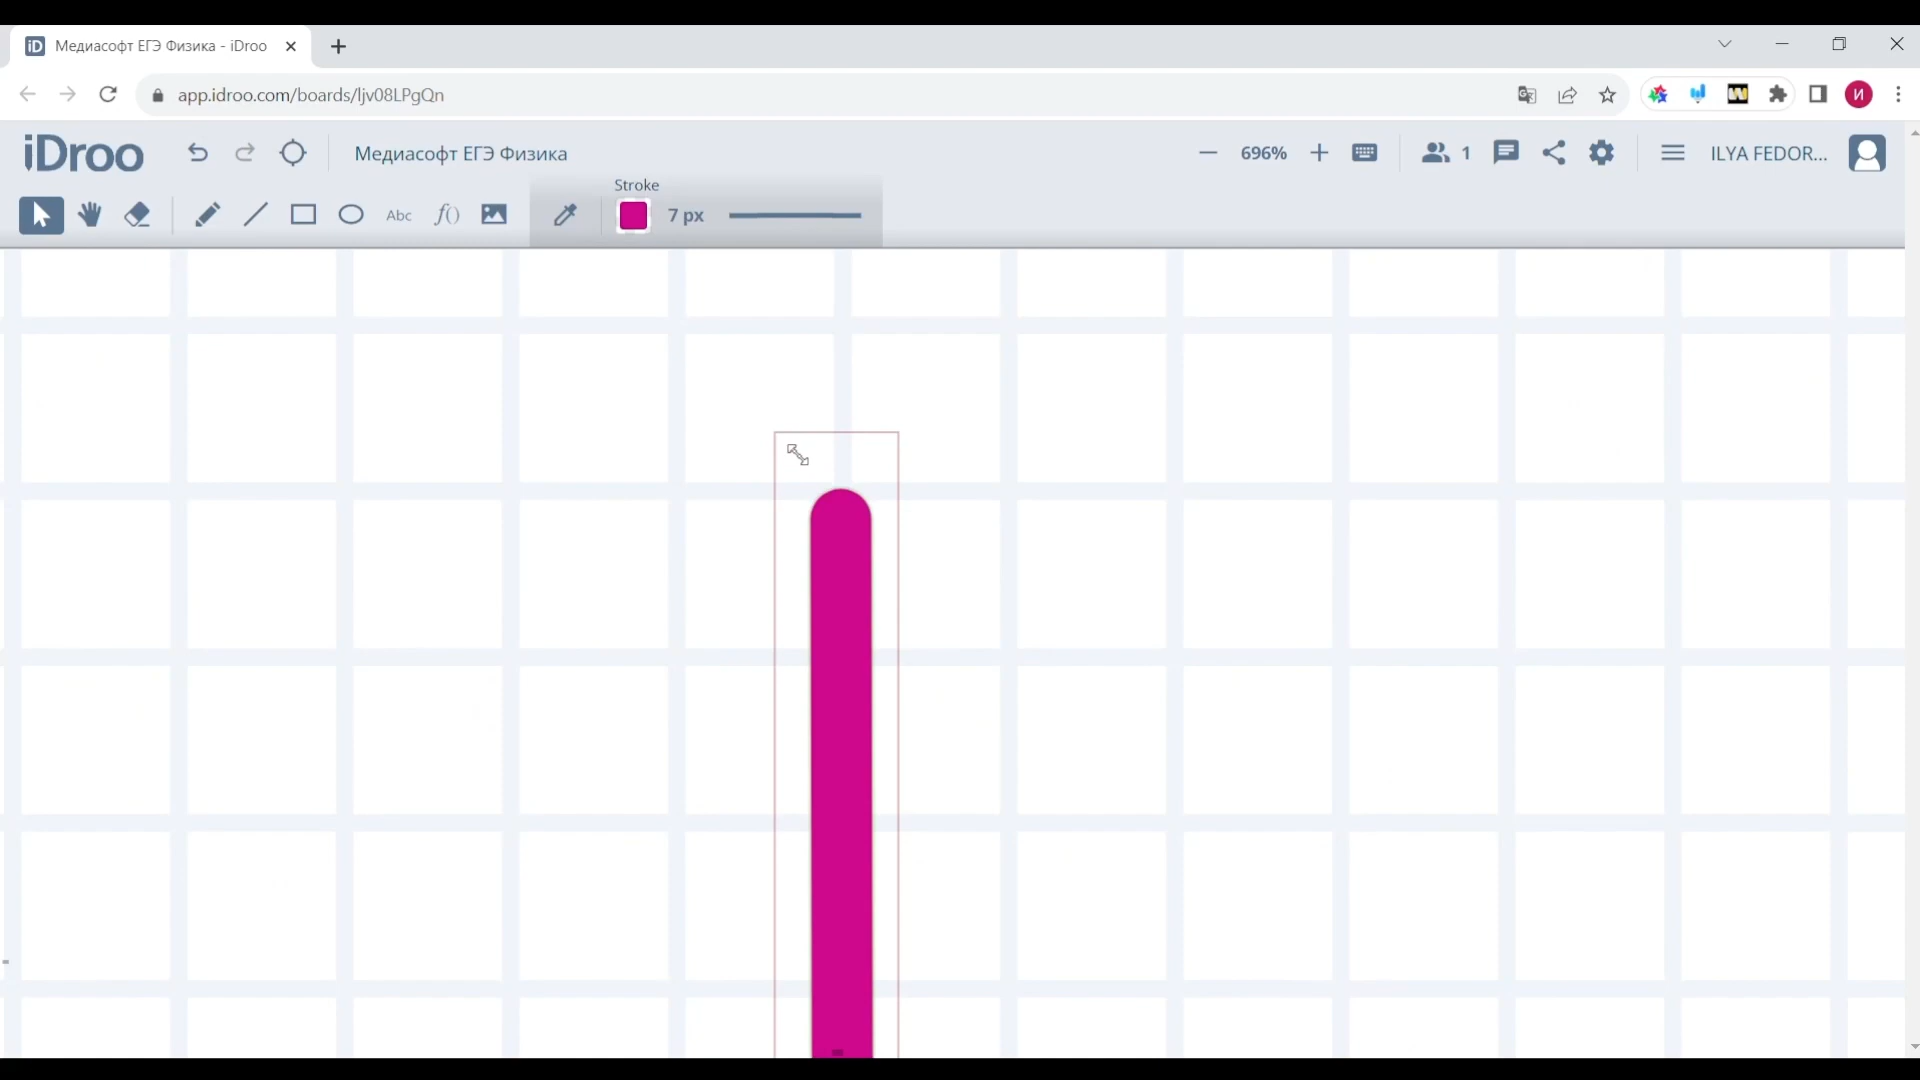 Медиасофт ЕГЭ Физика - iDroo
app.idroo.com/boards/ljv08LPgQn
И
iDroo
Медиасофт ЕГЭ Физика
696%
1
ILYA FEDOR...
Abc
f()
Stroke
7 px